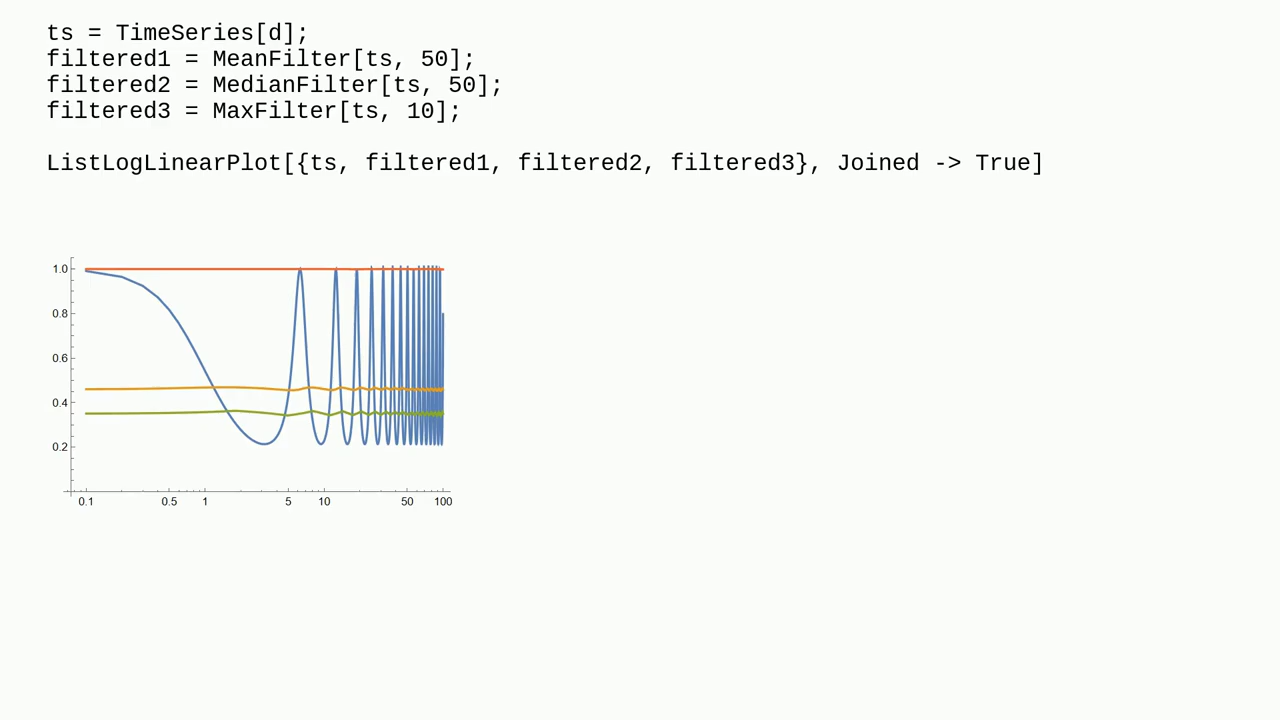 ts = TimeSeries[d];
filtered1 = MeanFilter[ts, 50];
filtered2 = MedianFilter[ts, 50];
filtered3 = MaxFilter[ts, 10];
ListLogLinearPlot[{ts, filtered1, filtered2, filtered3}, Joined -> True]
1.0
0.8
0.6
0.4
0.2
0.1 0.5 1 5 10 50 100